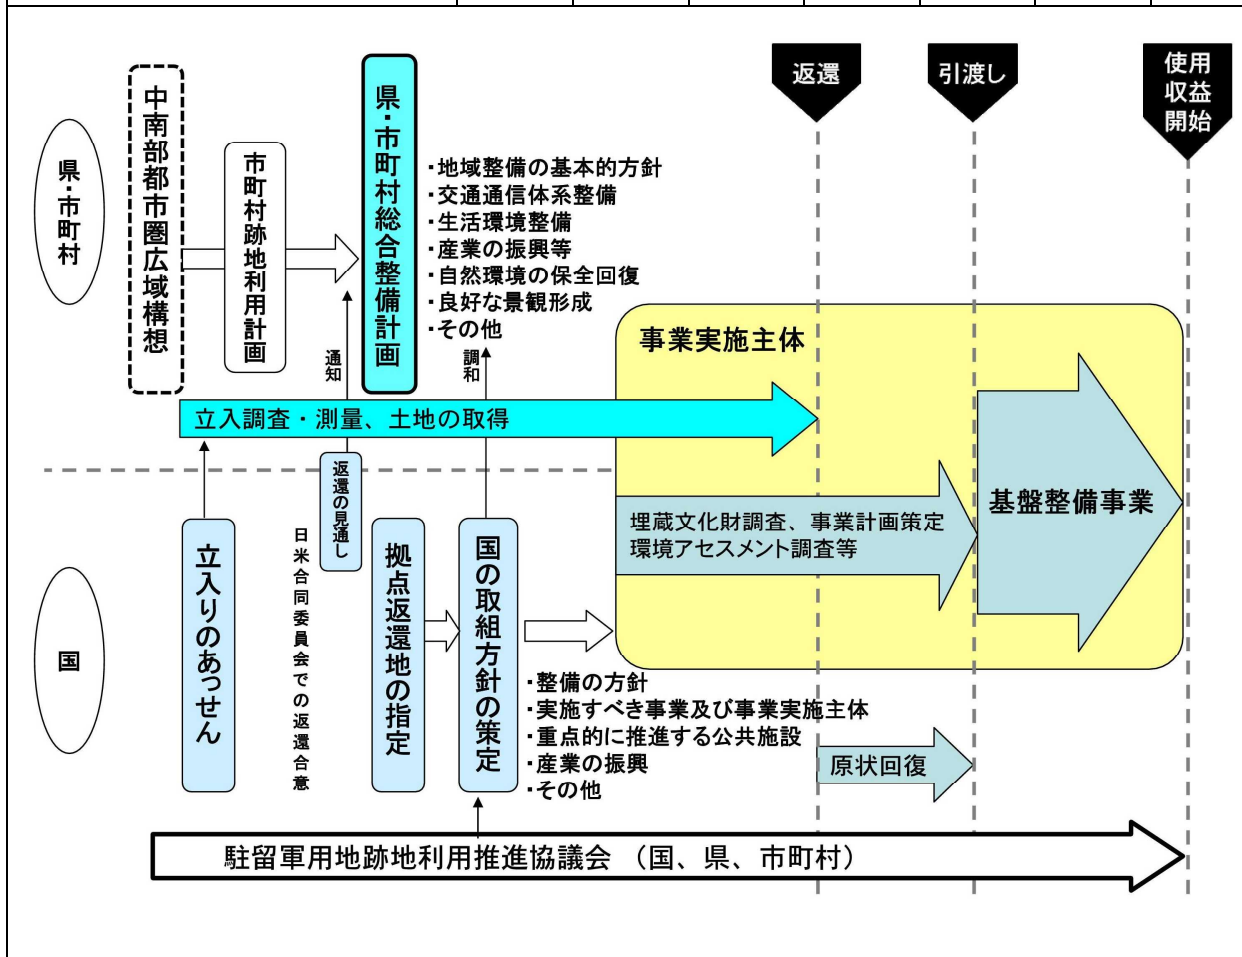 返還
引渡し
使用
収益
開始
県・市町村
中南部都市圏広域構想
市町村跡地利用計画
県・市町村総合整備計画
・地域整備の基本的方針
・交通通信体系整備
・生活環境整備
・産業の振興等
・自然環境の保全回復
・良好な景観形成
・その他
通知
調和
事業実施主体
立入調査・測量、土地の取得
埋蔵文化財調査、事業計画策定
環境アセスメント調査等
基盤整備事業
国
立入りのあっせん
日米合同委員会での返還合意
返還の見通し
拠点返還地の指定
国の取組方針の策定
・整備の方針
・実施すべき事業及び事業実施主体
・重点的に推進する公共施設
・産業の振興
・その他
原状回復
駐留軍用地跡地利用推進協議会 （国、県、市町村）